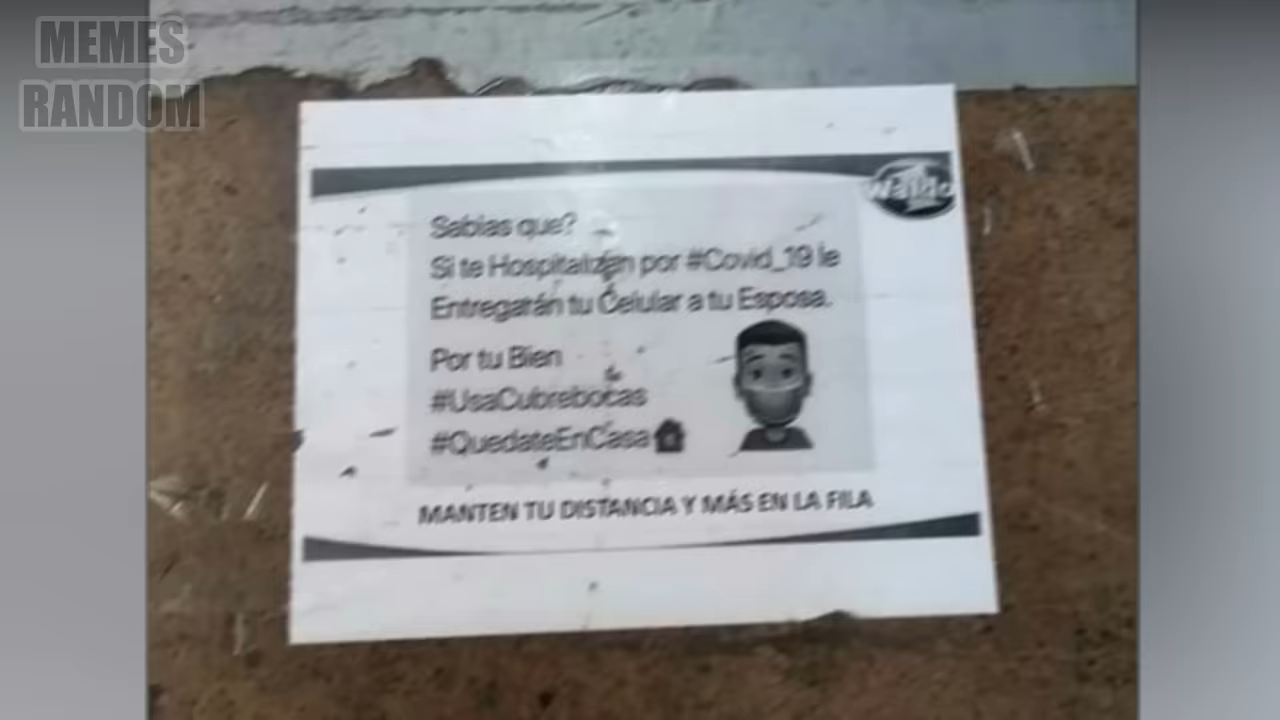 MEMES
RANDOM
Waldo
Sabias que?
Si te Hospitalizan por #Covid_19 le
Entregarán tu Celular a tu Esposa.
Por tu Bien
#UsaCubrebocas
#QuedateEnCasa
MANTEN TU DISTANCIA Y MÁS EN LA FILA